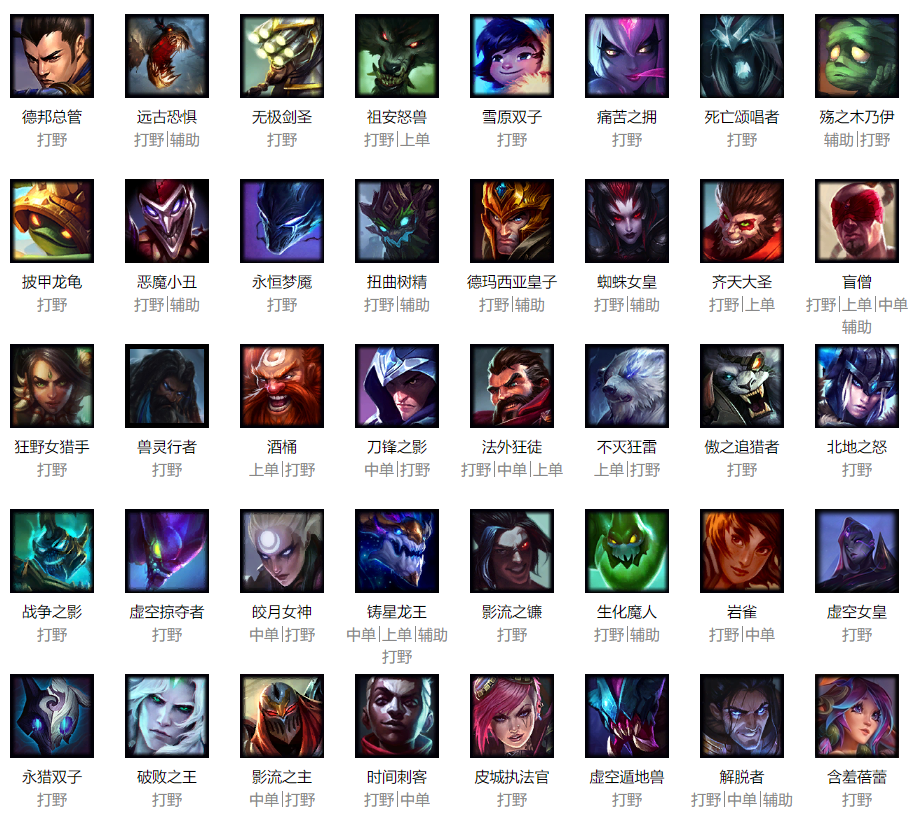 德邦总管 远古恐惧 无极剑圣 祖安怒兽 雪原双子 痛苦之拥 死亡颂唱者 殇之木乃伊
打野 打野|辅助 打野 打野|上单 打野 打野 打野 辅助|打野
披甲龙龟 恶魔小丑 永恒梦魇 扭曲树精 德玛西亚皇子 蜘蛛女皇 齐天大圣 盲僧
打野 打野|辅助 打野 打野|辅助 打野|辅助 打野|辅助 打野|上单 打野|上单|中单
辅助
狂野女猎手 兽灵行者 酒桶 刀锋之影 法外狂徒 不灭狂雷 傲之追猎者 北地之怒
打野 打野 上单|打野 中单|打野 打野|中单|上单 上单|打野 打野 打野
战争之影 虚空掠夺者 皎月女神 铸星龙王 影流之镰 生化魔人 岩雀 虚空女皇
打野 打野 中单|打野 中单|上单|辅助 打野 打野|辅助 打野|中单 打野
打野
永猎双子 破败之王 影流之主 时间刺客 皮城执法官 虚空遁地兽 解脱者 含羞蓓蕾
打野 打野 中单|打野 打野|中单 打野 打野 打野|中单|辅助 打野